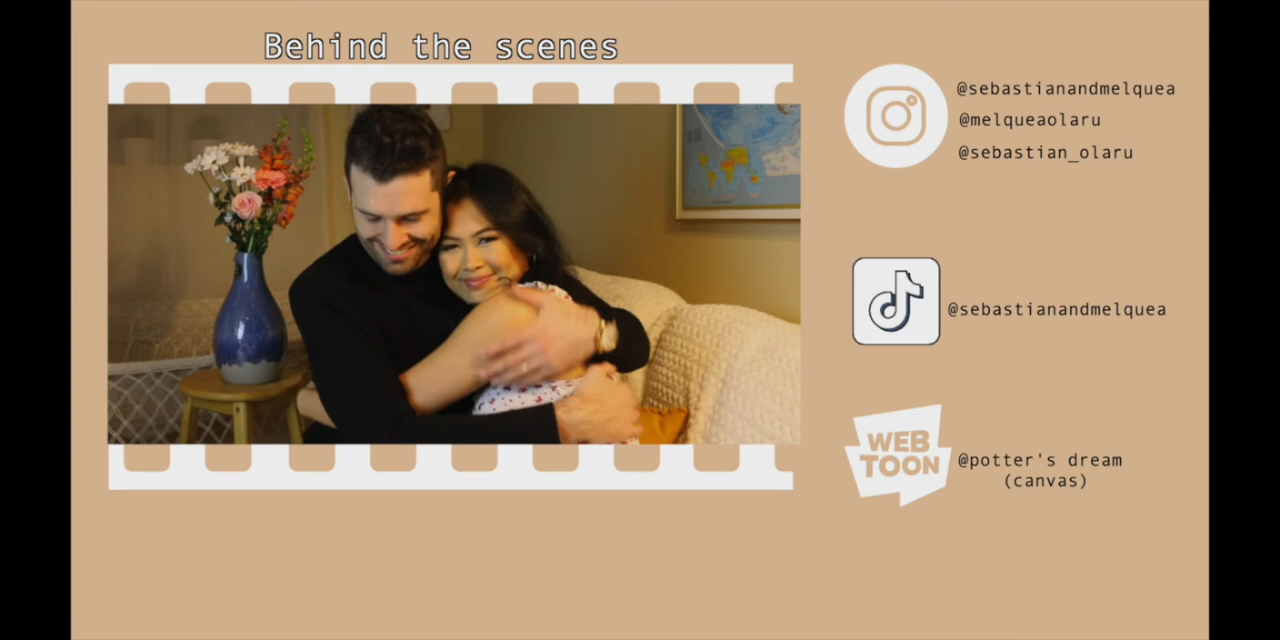 Behind the scenes
@sebastianandmelquea
@melqueaolaru
@sebastian_olaru
@sebastianandmelquea
WEB
TOON
@potter's dream
(canvas)